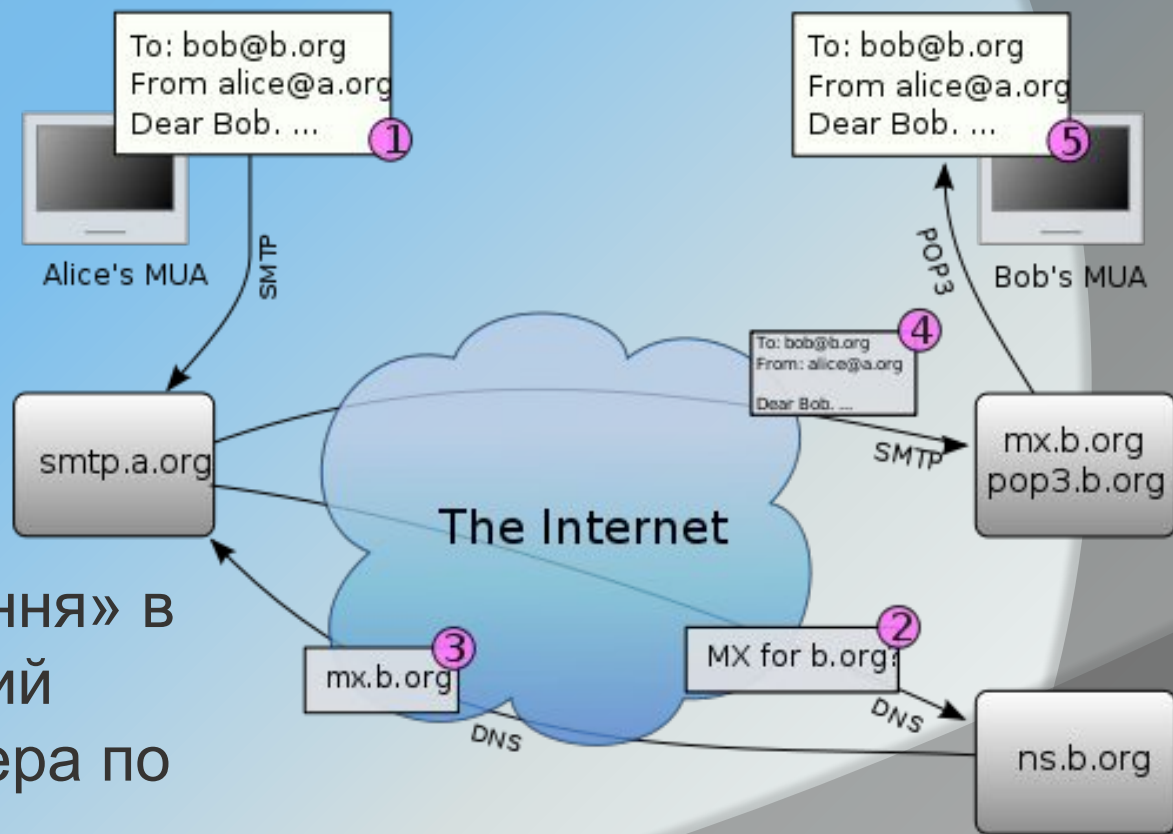 To: bob@b.org
From alice@a.org
Dear Bob. ...
1
To: bob@b.org
From alice@a.org
Dear Bob. ...
5
SMTP
POP3
Alice's MUA
Bob's MUA
4
To: bob@b.org
From: alice@a.org
Dear Bob. ...
smtp.a.org
SMTP
mx.b.org
pop3.b.org
The Internet
ння» в
ий
ера по
3
mx.b.org
DNS
2
MX for b.org?
DNS
ns.b.org